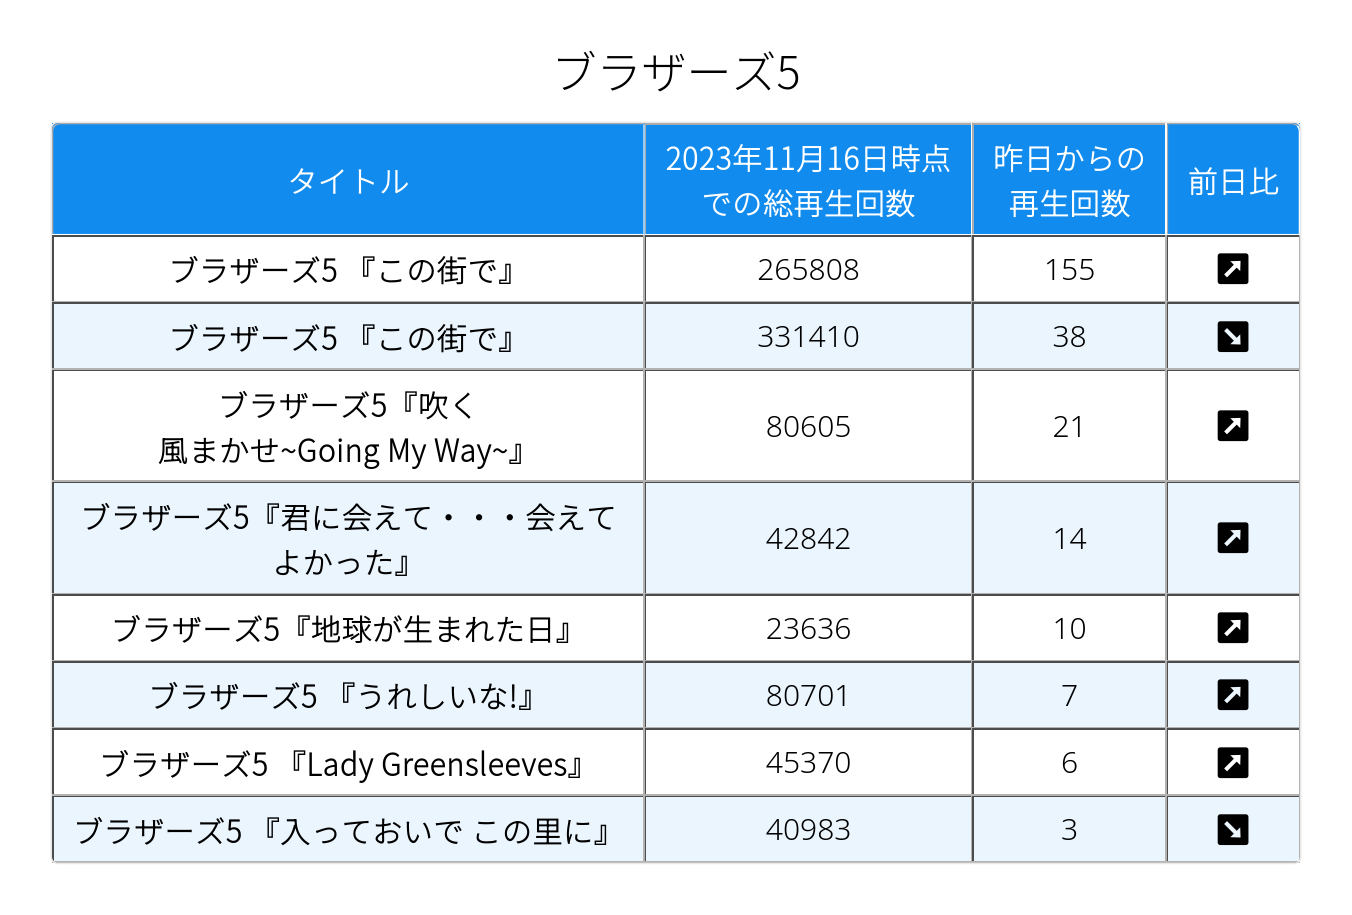 ブラザーズ5
タイトル
2023年11月16日時点
での総再生回数
昨日からの
再生回数
前日比
ブラザーズ5 『この街で』
265808
155
ブラザーズ5 『この街で』
331410
38
ブラザーズ5『吹く
風まかせ~Going My Way~』
80605
21
ブラザーズ5『君に会えて・・・会えて
よかった』
42842
14
ブラザーズ5『地球が生まれた日』
23636
10
ブラザーズ5 『うれしいな!』
80701
7
ブラザーズ5 『Lady Greensleeves』
45370
6
ブラザーズ5 『入っておいで この里に』
40983
3